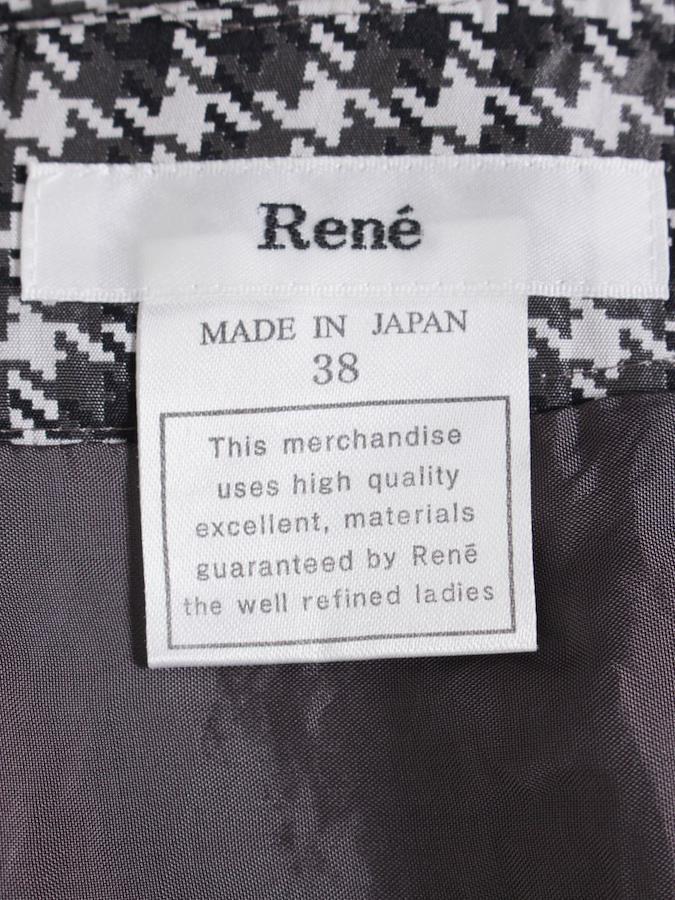 René
MADE IN JAPAN
38
This merchandise
uses high quality
excellent, materials
guaranteed by René
the well refined ladies